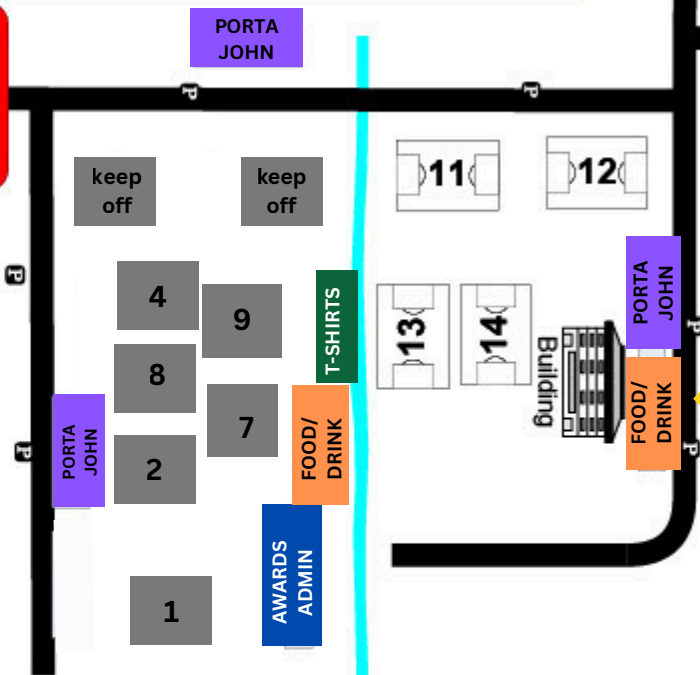 PORTA
JOHN
P
P
keep
off
keep
off
11
12
P
4
9
T-SHIRTS
13
14
PORTA
JOHN
P
8
Building
7
PORTA
JOHN
FOOD/
DRINK
FOOD/
DRINK
P
P
2
AWARDS
ADMIN
1